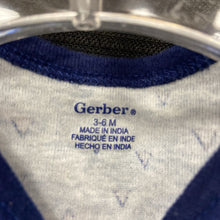 Gerber®
3-6 M
MADE IN INDIA
FABRIQUÉ EN INDE
HECHO EN INDIA